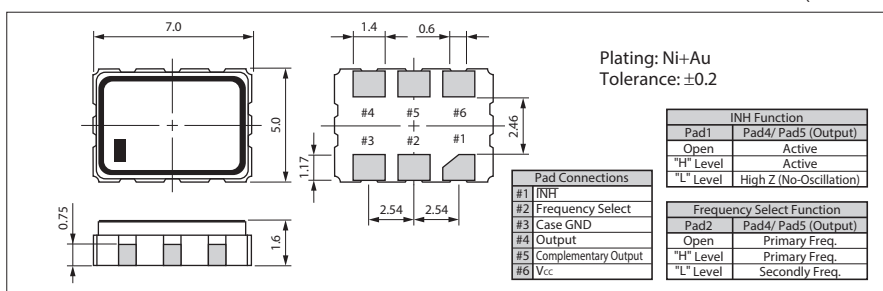 7.0
5.0
0.75
1.6
1.4
0.6
#4 #5 #6
#3 #2 #1
2.46
1.17
2.54 2.54
Plating: Ni+Au
Tolerance: ±0.2
Pad Connections
#1 INH
#2 Frequency Select
#3 Case GND
#4 Output
#5 Complementary Output
#6 Vcc
INH Function
Pad1 Pad4/ Pad5 (Output)
Open Active
"H" Level Active
"L" Level High Z (No-Oscillation)
Frequency Select Function
Pad2 Pad4/ Pad5 (Output)
Open Primary Freq.
"H" Level Primary Freq.
"L" Level Secondly Freq.